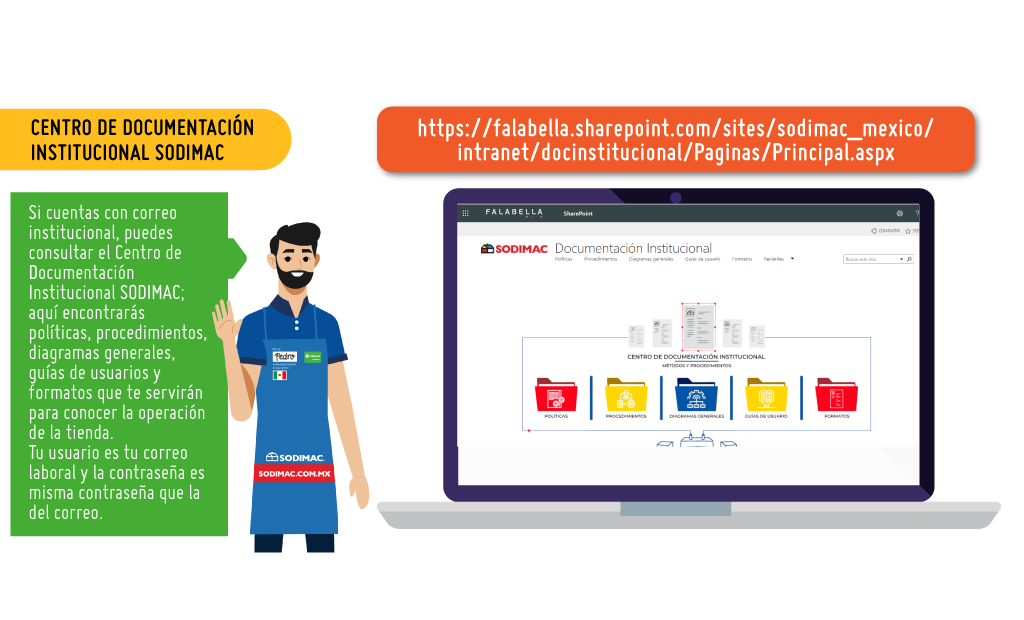 CENTRO DE DOCUMENTACIÓN
INSTITUCIONAL SODIMAC
https://falabella.sharepoint.com/sites/sodimac_mexico/
intranet/docinstitucional/Paginas/Principal.aspx
Si cuentas con correo
institucional, puedes
consultar el Centro de
Documentación
Institucional SODIMAC;
aquí encontrarás
políticas, procedimientos,
diagramas generales,
guías de usuarios y
formatos que te servirán
para conocer la operación
de la tienda.
Tu usuario es tu correo
laboral y la contraseña es
misma contraseña que la
del correo.
Pedro
SODIMAC
SODIMAC.COM.MX
FALABELLA SharePoint ?
COMPARTIR
SODIMAC Documentación Institucional
Políticas Procedimientos Diagramas generales Guías de usuario Formatos Recientes
Buscar este sitio
CENTRO DE DOCUMENTACIÓN INSTITUCIONAL
MÉTODOS Y PROCEDIMIENTOS
POLÍTICAS PROCEDIMIENTOS DIAGRAMAS GENERALES GUÍAS DE USUARIO FORMATOS